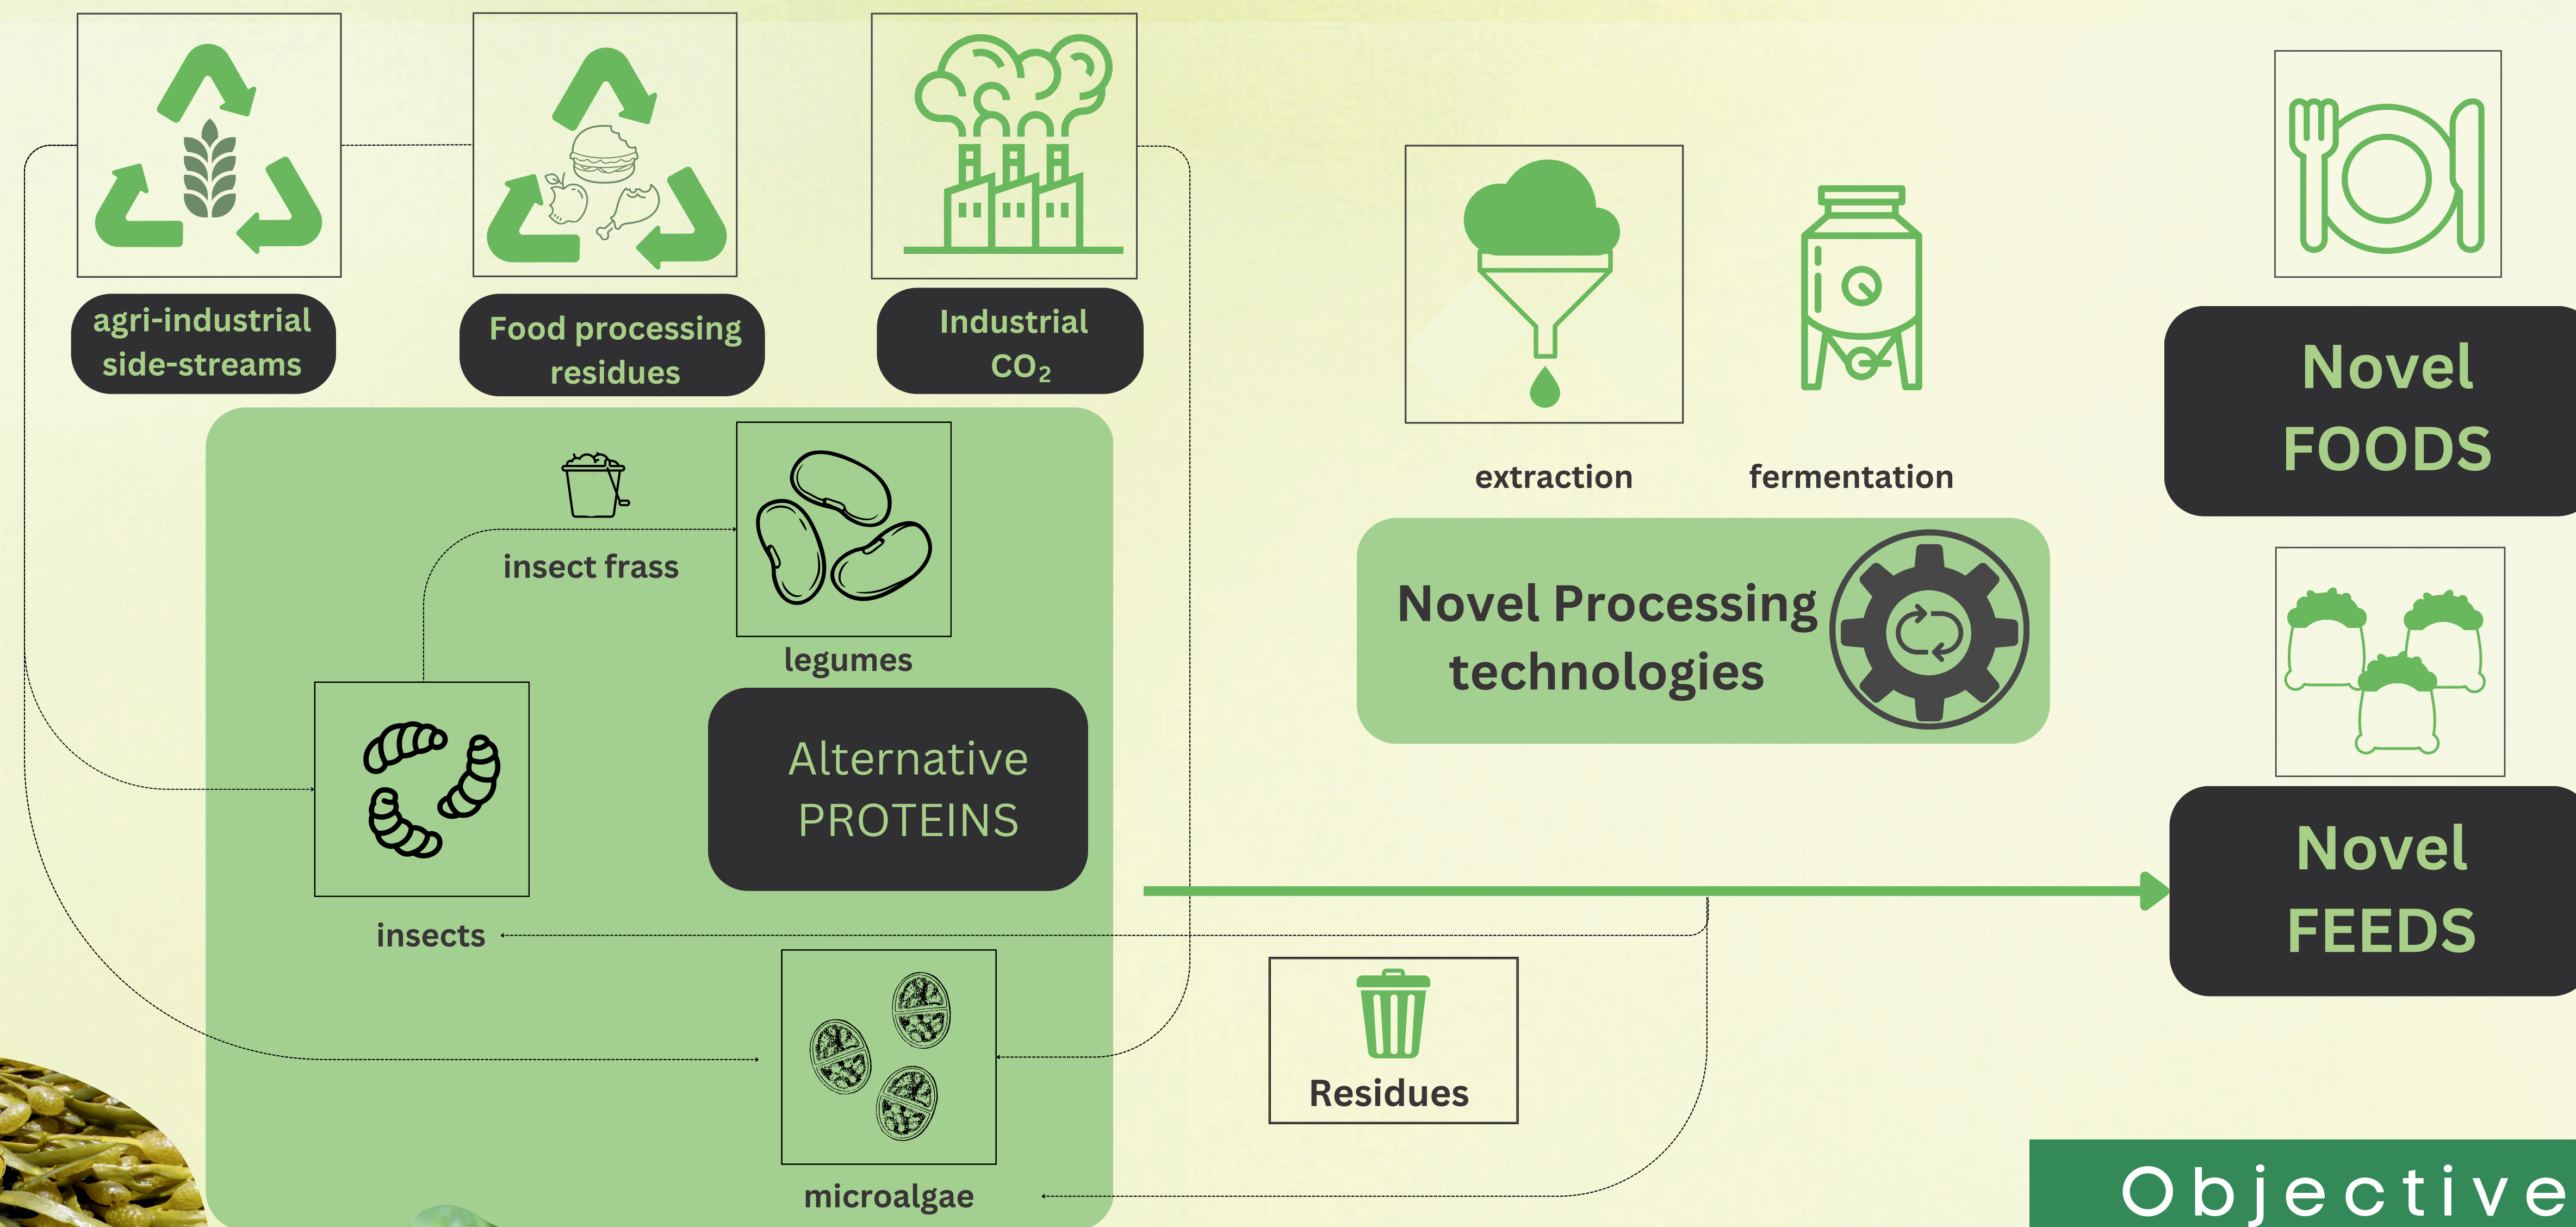 agri-industrial
side-streams
Food processing
residues
Industrial
CO₂
insect frass
legumes
Alternative
PROTEINS
insects
microalgae
extraction
fermentation
Novel Processing
technologies
Residues
Novel
FOODS
Novel
FEEDS
Objective